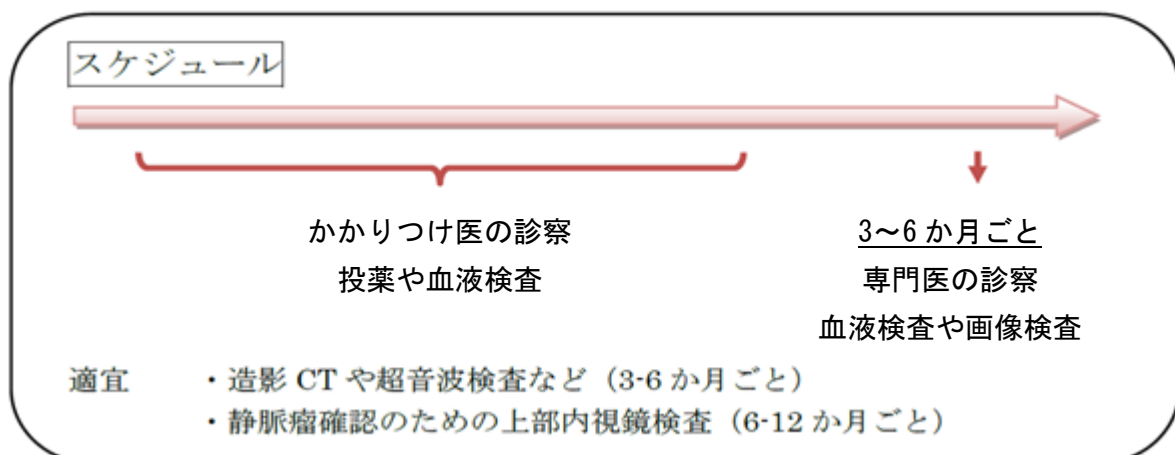 スケジュール
かかりつけ医の診察
投薬や血液検査
3～6か月ごと
専門医の診察
血液検査や画像検査
適宜 ・造影 CT や超音波検査など（3-6 か月ごと）
・静脈瘤確認のための上部内視鏡検査（6-12 か月ごと）